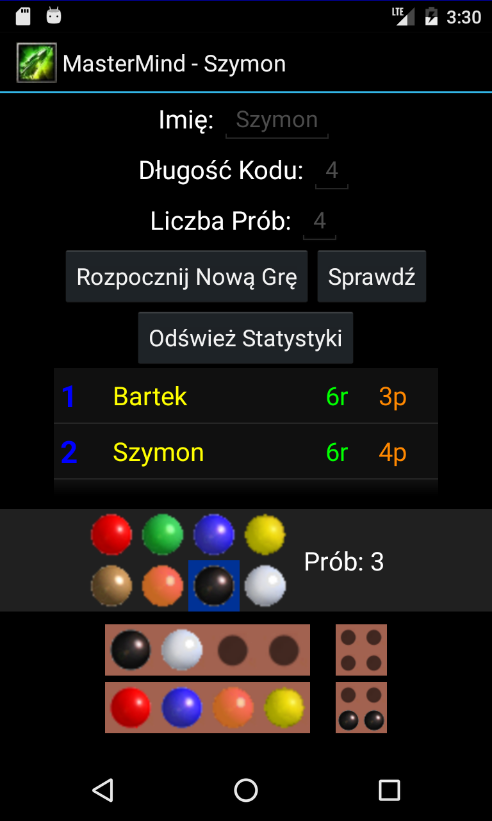 LTE 3:30
MasterMind - Szymon
Imię: Szymon
Długość Kodu: 4
Liczba Prób: 4
Rozpocznij Nową Grę Sprawdź
Odśwież Statystyki
1 Bartek 6r 3p
2 Szymon 6r 4p
Prób: 3